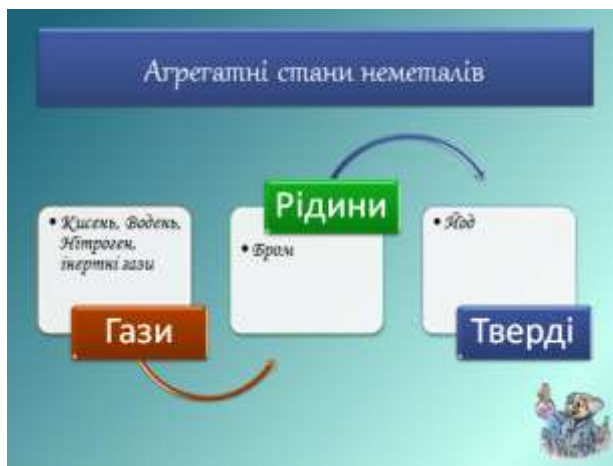 Агрегатні стани неметалів
• Кисень, Водень,
Нітроген,
інертні гази
Гази
Рідини
• Бром
• Йод
Тверді